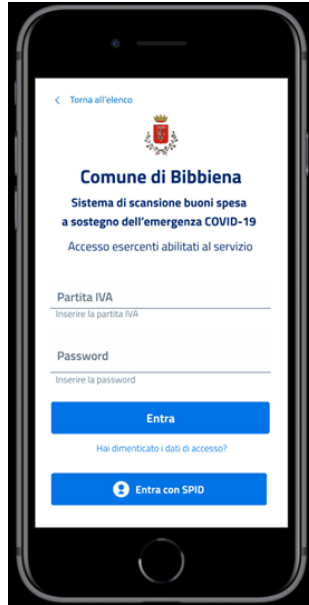 Torna all'elenco
Comune di Bibbiena
Sistema di scansione buoni spesa
a sostegno dell'emergenza COVID-19
Accesso esercenti abilitati al servizio
Partita IVA
Inserire la partita IVA
Password
Inserire la password
Entra
Hai dimenticato i dati di accesso?
Entra con SPID